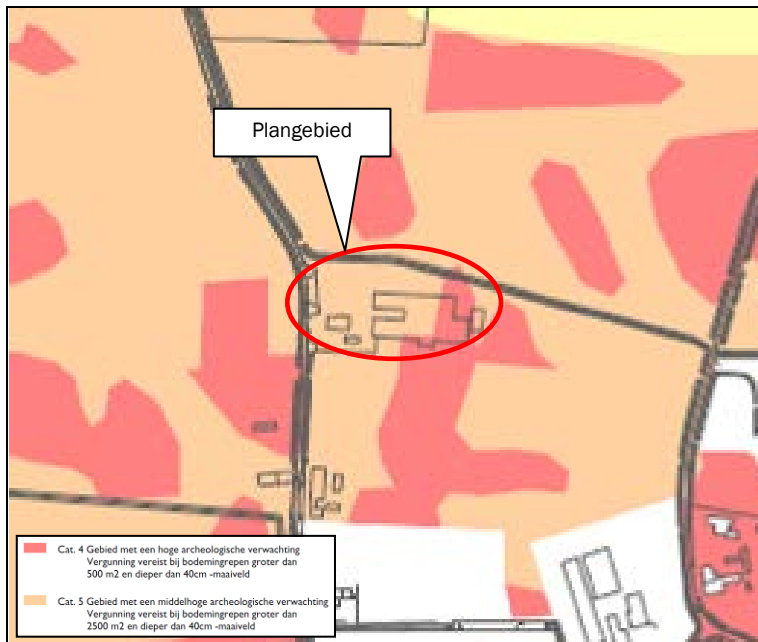 Plangebied
Cat. 4 Gebied met een hoge archeologische verwachting
Vergunning vereist bij bodemingrepen groter dan
500 m2 en dieper dan 40cm -maaiveld
Cat. 5 Gebied met een middelhoge archeologische verwachting
Vergunning vereist bij bodemingrepen groter dan
2500 m2 en dieper dan 40cm -maaiveld